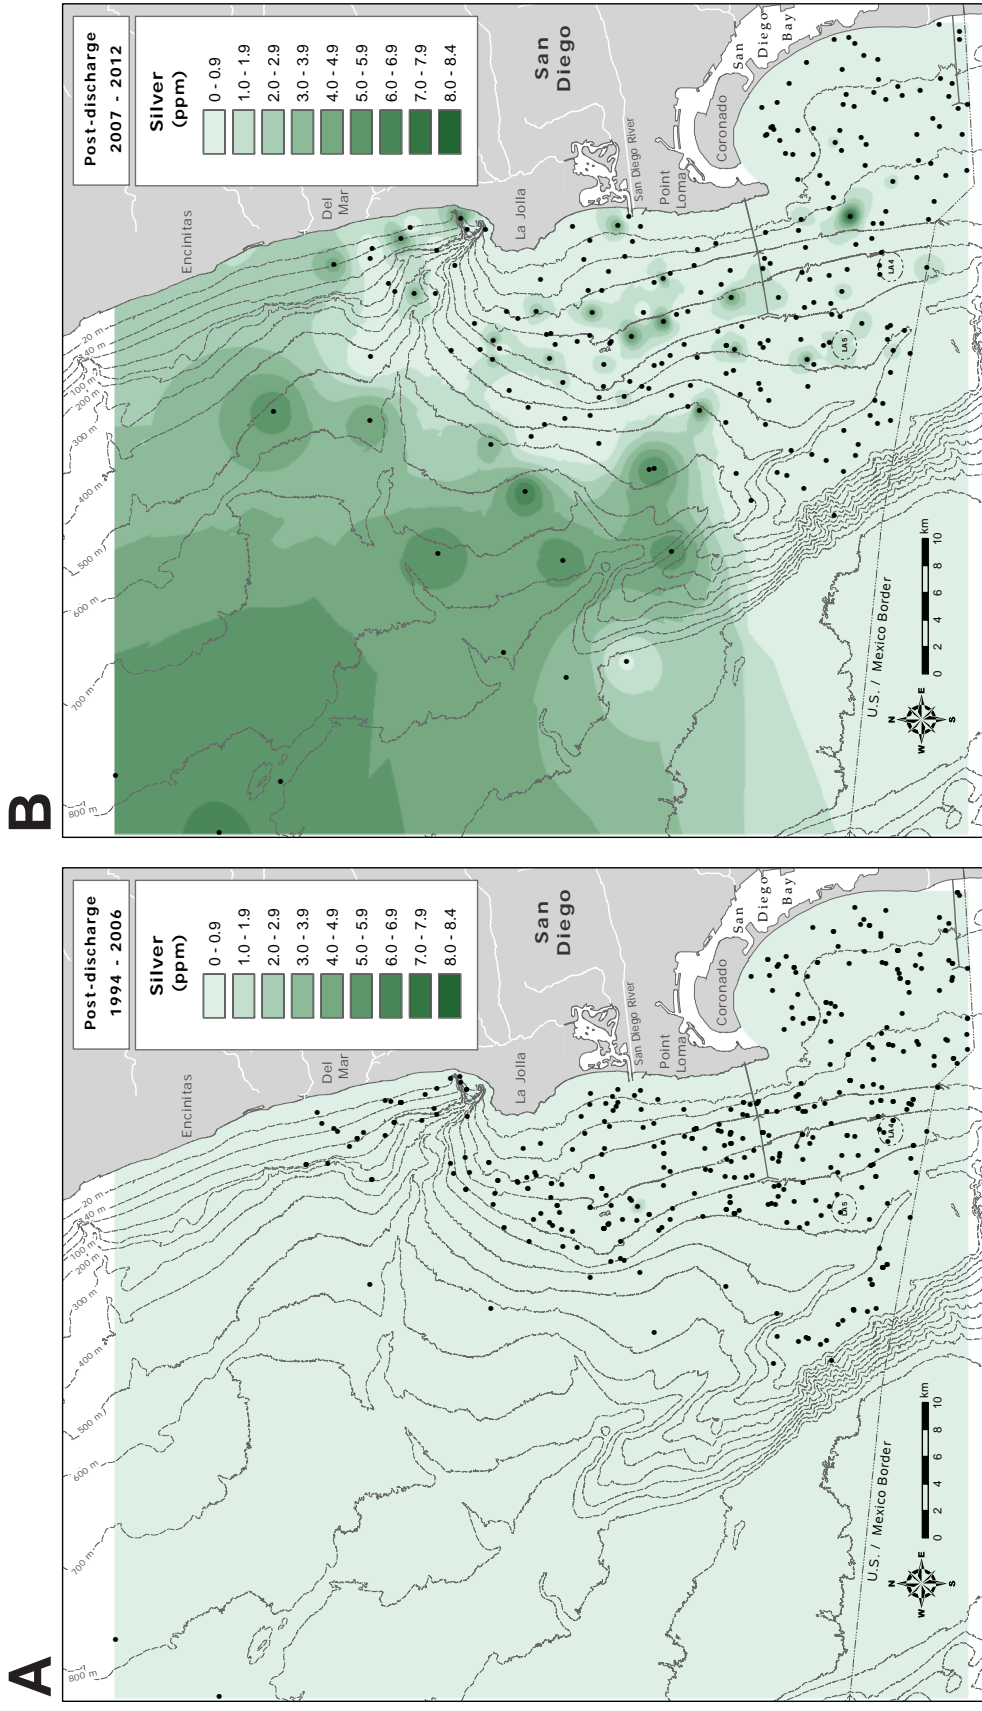 A
Post-discharge
1994 - 2006
Silver
(ppm)
0 - 0.9
1.0 - 1.9
2.0 - 2.9
3.0 - 3.9
4.0 - 4.9
5.0 - 5.9
6.0 - 6.9
7.0 - 7.9
8.0 - 8.4
Encinitas
Del
Mar
La Jolla
San
Diego
San Diego River
Point
Loma
Coronado
San
Diego
Bay
20 m
40 m
100 m
200 m
300 m
400 m
500 m
600 m
700 m
800 m
LA5
LA4
U.S. / Mexico Border
N
E
S
W
0 2 4 6 8 10
km
B
Post-discharge
2007 - 2012
Silver
(ppm)
0 - 0.9
1.0 - 1.9
2.0 - 2.9
3.0 - 3.9
4.0 - 4.9
5.0 - 5.9
6.0 - 6.9
7.0 - 7.9
8.0 - 8.4
Encinitas
Del
Mar
La Jolla
San
Diego
San Diego River
Point
Loma
Coronado
San
Diego
Bay
20 m
40 m
100 m
200 m
300 m
400 m
500 m
600 m
700 m
800 m
LA5
LA4
U.S. / Mexico Border
N
E
S
W
0 2 4 6 8 10
km